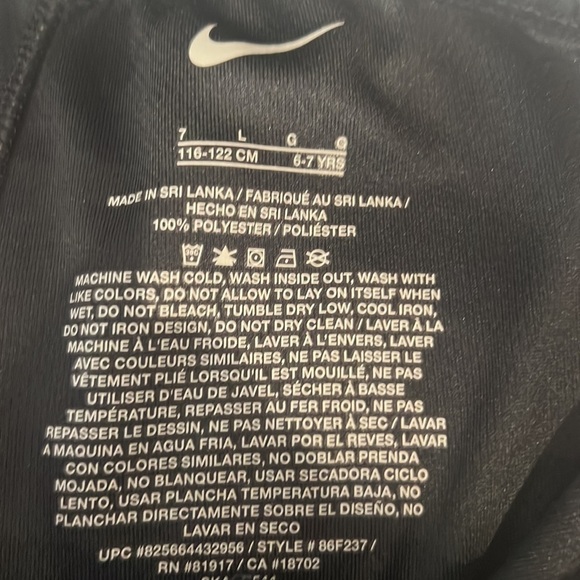 7 L G G
116-122 CM 6-7 YRS
MADE IN SRI LANKA / FABRIQUÉ AU SRI LANKA /
HECHO EN SRI LANKA
100% POLYESTER / POLIÉSTER
MACHINE WASH COLD, WASH INSIDE OUT, WASH WITH
LIKE COLORS, DO NOT ALLOW TO LAY ON ITSELF WHEN
WET, DO NOT BLEACH, TUMBLE DRY LOW, COOL IRON,
DO NOT IRON DESIGN, DO NOT DRY CLEAN / LAVER À LA
MACHINE À L'EAU FROIDE, LAVER À L'ENVERS, LAVER
AVEC COULEURS SIMILAIRES, NE PAS LAISSER LE
VÊTEMENT PLIÉ LORSQU'IL EST MOUILLÉ, NE PAS
UTILISER D'EAU DE JAVEL, SÉCHER À BASSE
TEMPÉRATURE, REPASSER AU FER FROID, NE PAS
REPASSER LE DESSIN, NE PAS NETTOYER À SEC / LAVAR
A MAQUINA EN AGUA FRIA, LAVAR POR EL REVES, LAVAR
CON COLORES SIMILARES, NO DOBLAR PRENDA
MOJADA, NO BLANQUEAR, USAR SECADORA CICLO
LENTO, USAR PLANCHA TEMPERATURA BAJA, NO
PLANCHAR DIRECTAMENTE SOBRE EL DISEÑO, NO
LAVAR EN SECO
UPC #825664432956 / STYLE # 86F237 /
RN #81917 / CA #18702